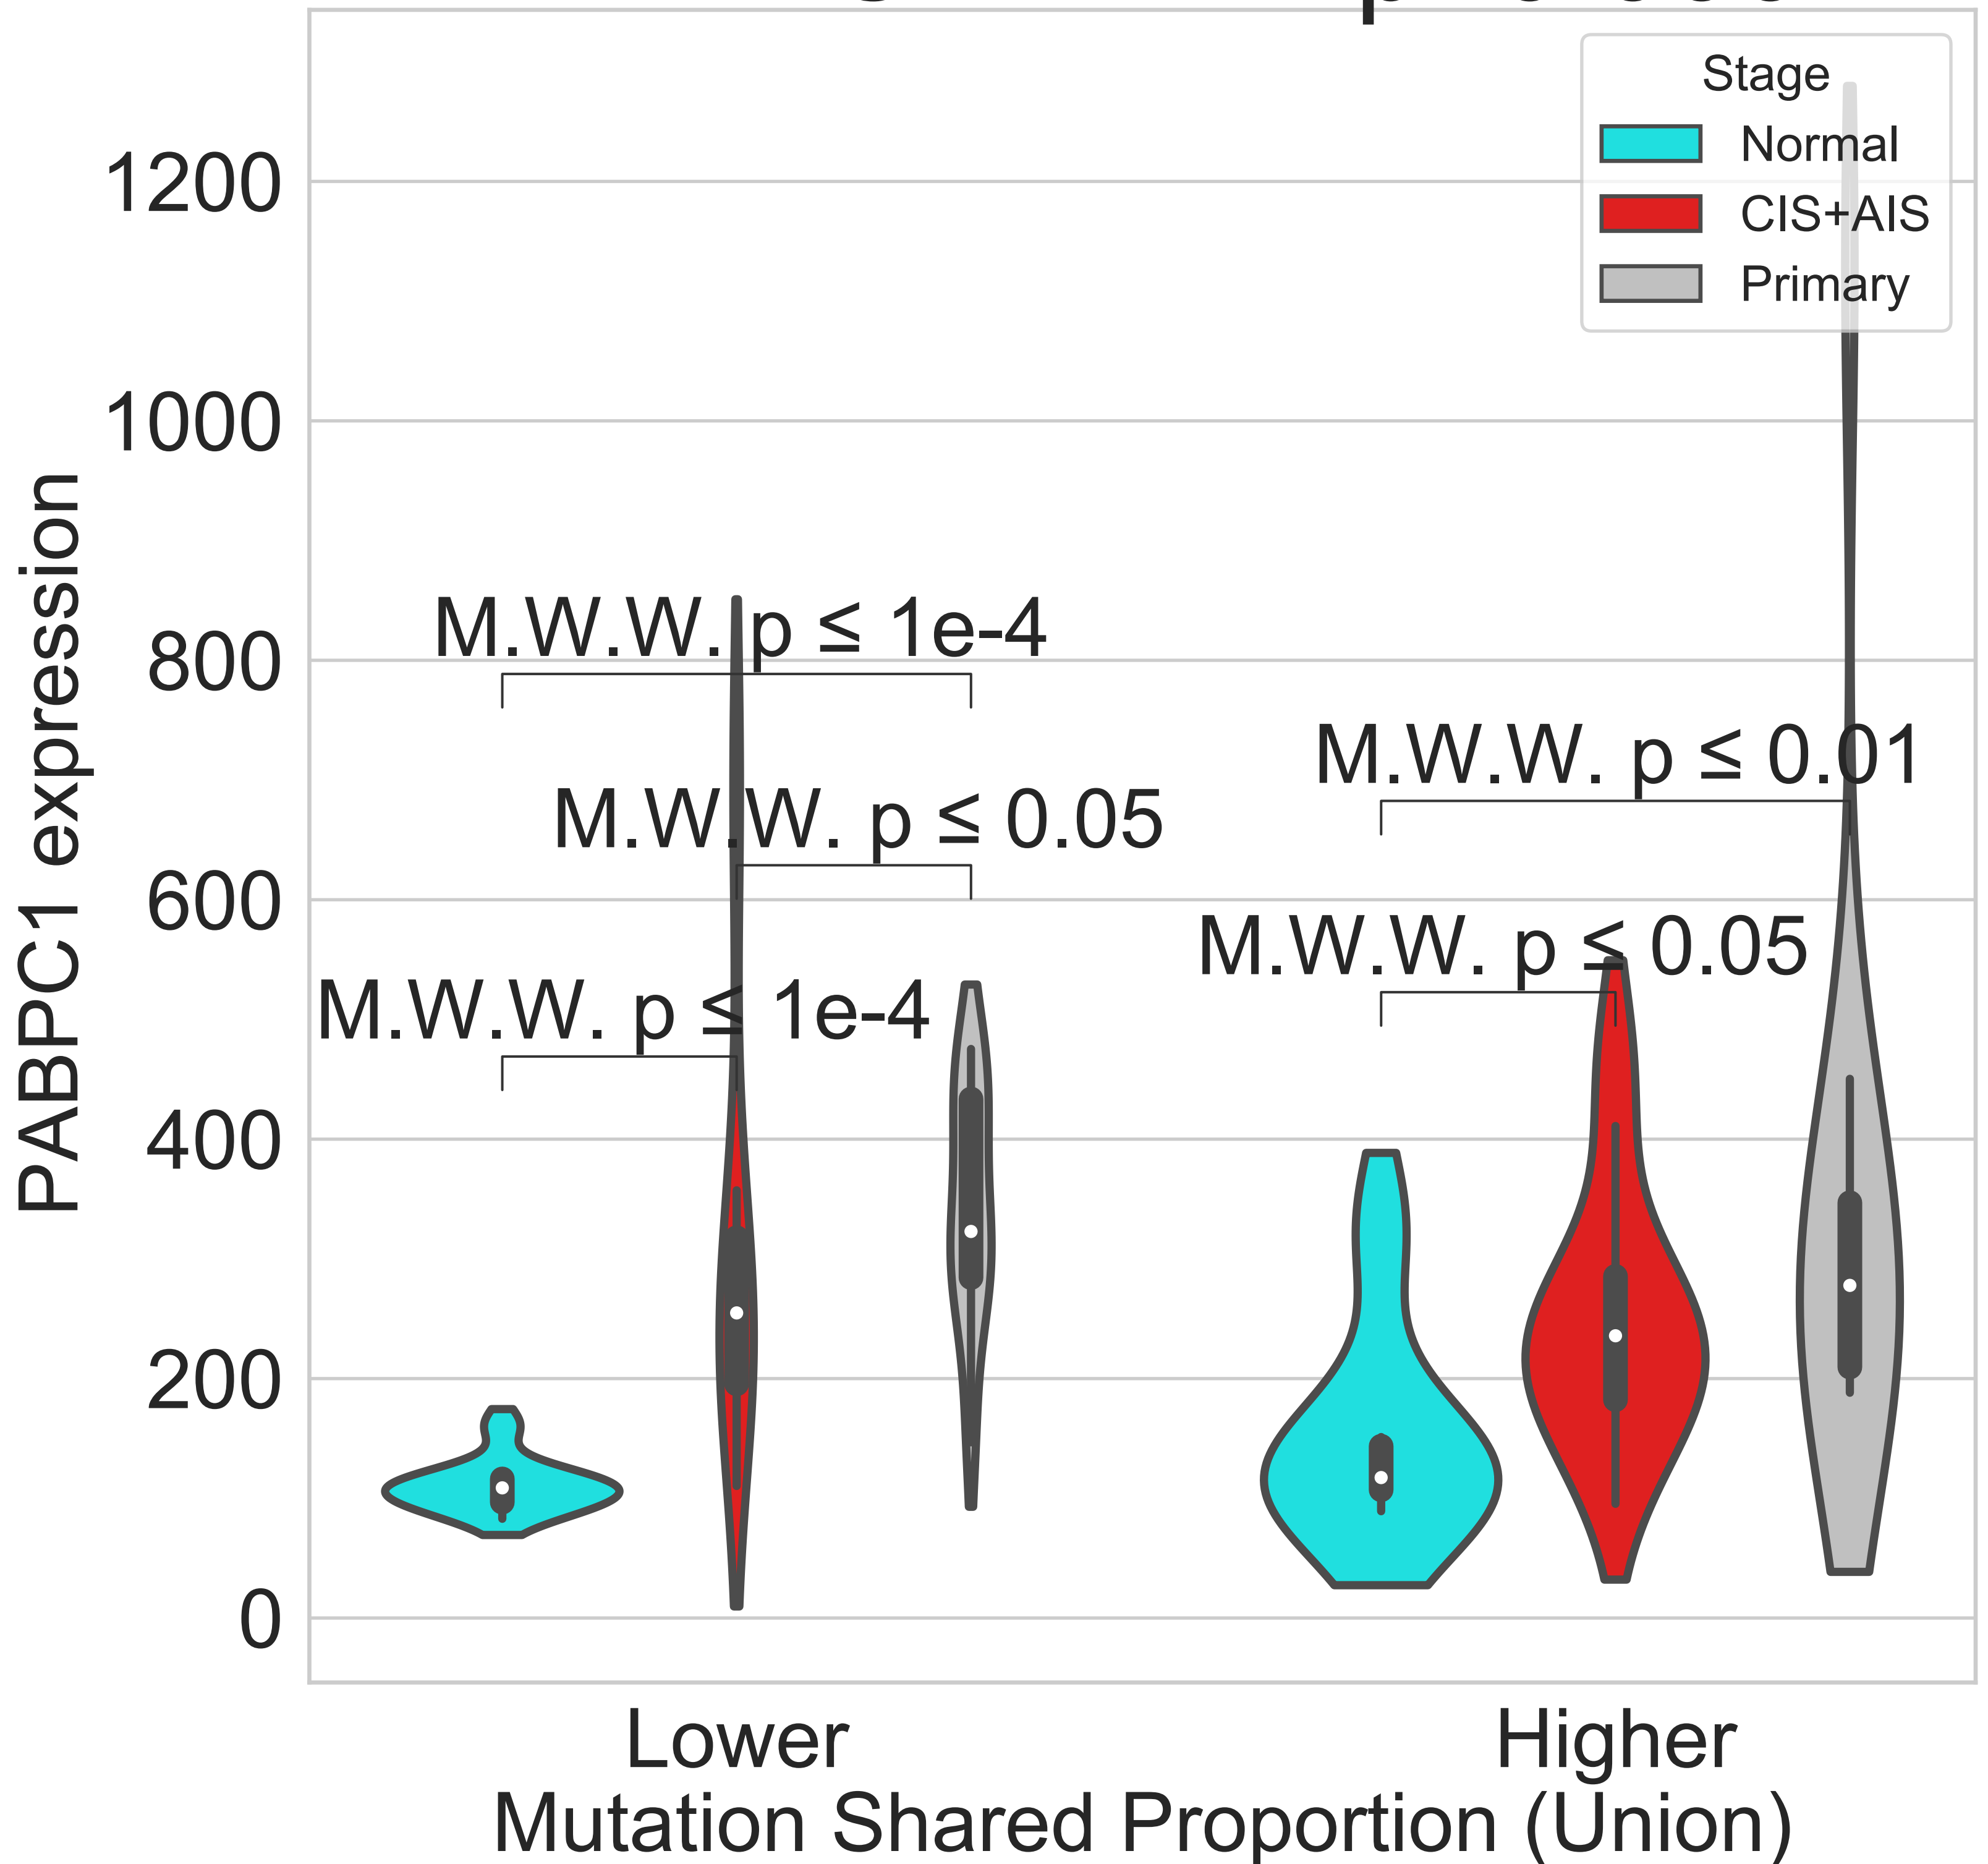 Stage
Normal
CIS+AIS
Primary
1200
1000
800
600
400
200
0
PABPC1 expression
M.W.W. p ≤ 1e-4
M.W.W. p ≤ 0.05
M.W.W. p ≤ 1e-4
M.W.W. p ≤ 0.01
M.W.W. p ≤ 0.05
Lower
Higher
Mutation Shared Proportion (Union)